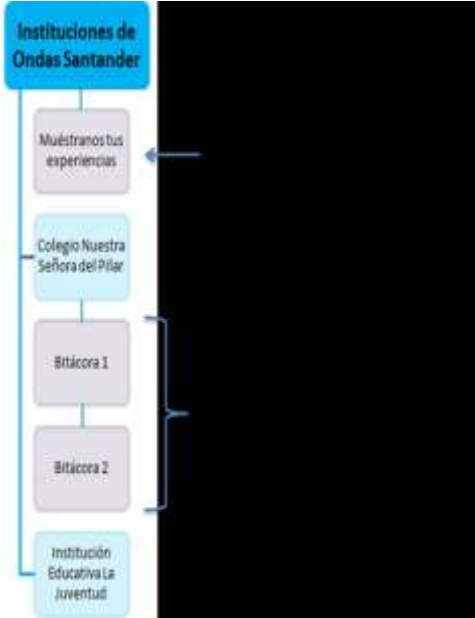 Instituciones de
Ondas Santander
Muéstranos tus
experiencias
Colegio Nuestra
Señora del Pilar
Bitácora 1
Bitácora 2
Institución
Educativa La
Juventud